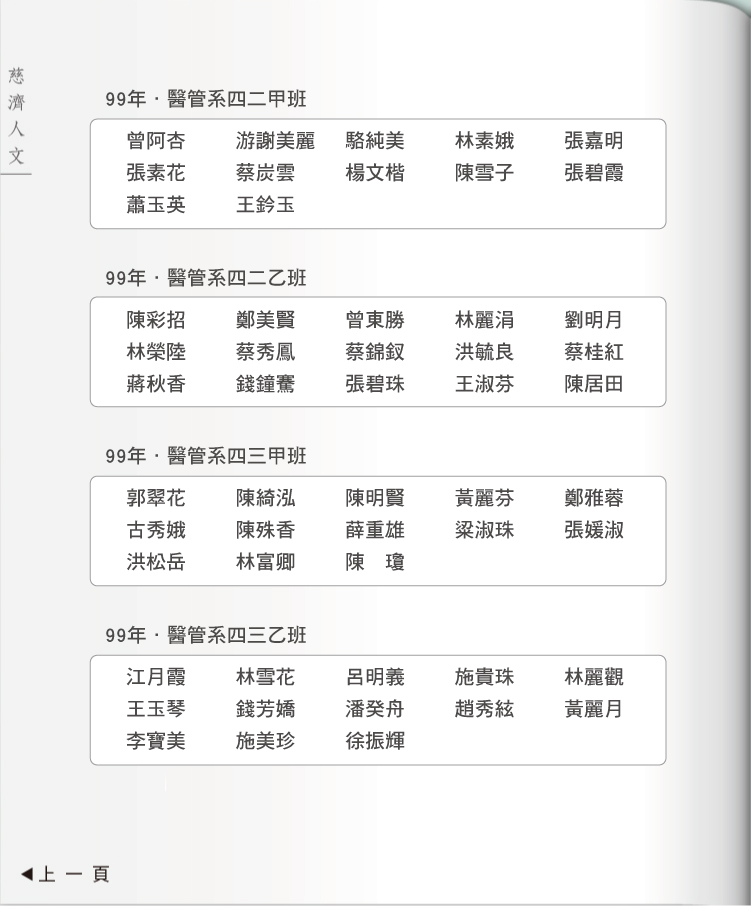 慈濟人文
99年‧醫管系四二甲班
曾阿杏 游謝美麗 駱純美 林素娥 張嘉明
張素花 蔡炭雲 楊文楷 陳雪子 張碧霞
蕭玉英 王鈐玉
99年‧醫管系四二乙班
陳彩招 鄭美賢 曾東勝 林麗涓 劉明月
林榮陸 蔡秀鳳 蔡錦釵 洪毓良 蔡桂紅
蔣秋香 錢鐘鶱 張碧珠 王淑芬 陳居田
99年‧醫管系四三甲班
郭翠花 陳綺泓 陳明賢 黃麗芬 鄭雅蓉
古秀娥 陳殊香 薛重雄 梁淑珠 張媛淑
洪松岳 林富卿 陳　瓊
99年‧醫管系四三乙班
江月霞 林雪花 呂明義 施貴珠 林麗觀
王玉琴 錢芳嬌 潘癸舟 趙秀絃 黃麗月
李寶美 施美珍 徐振輝
◀上一頁